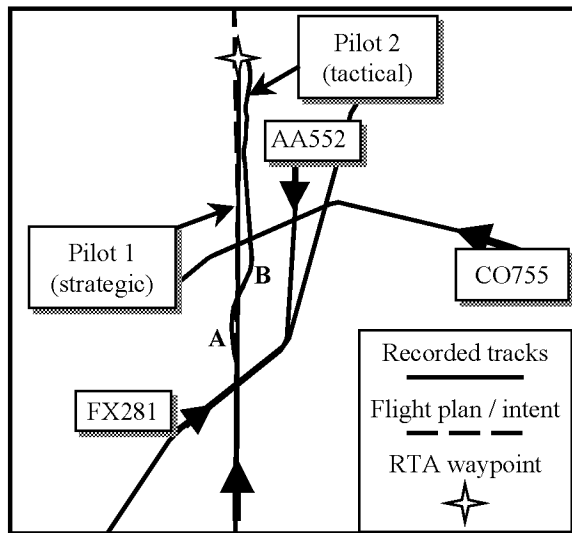 Pilot 2
(tactical)
AA552
Pilot 1
(strategic)
B
CO755
A
FX281
Recorded tracks
Flight plan / intent
RTA waypoint